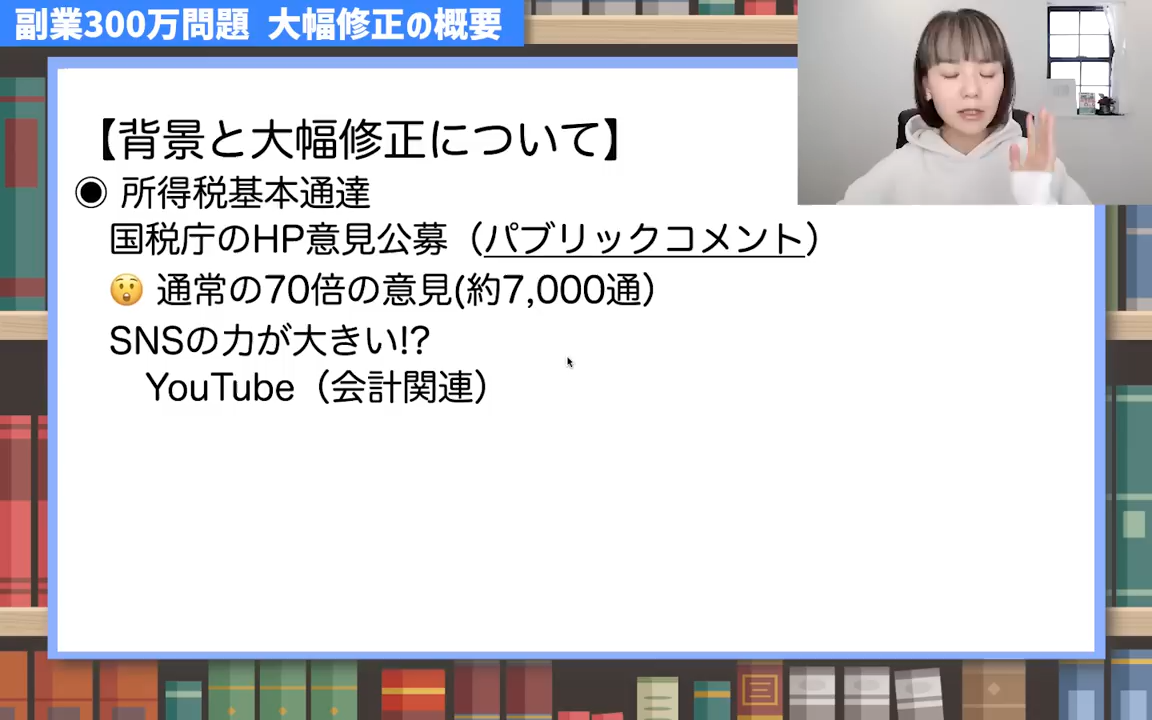 副業300万問題 大幅修正の概要
【背景と大幅修正について】
◉ 所得税基本通達
国税庁のHP意見公募（パブリックコメント）
😲 通常の70倍の意見(約7,000通）
SNSの力が大きい!?
YouTube（会計関連）